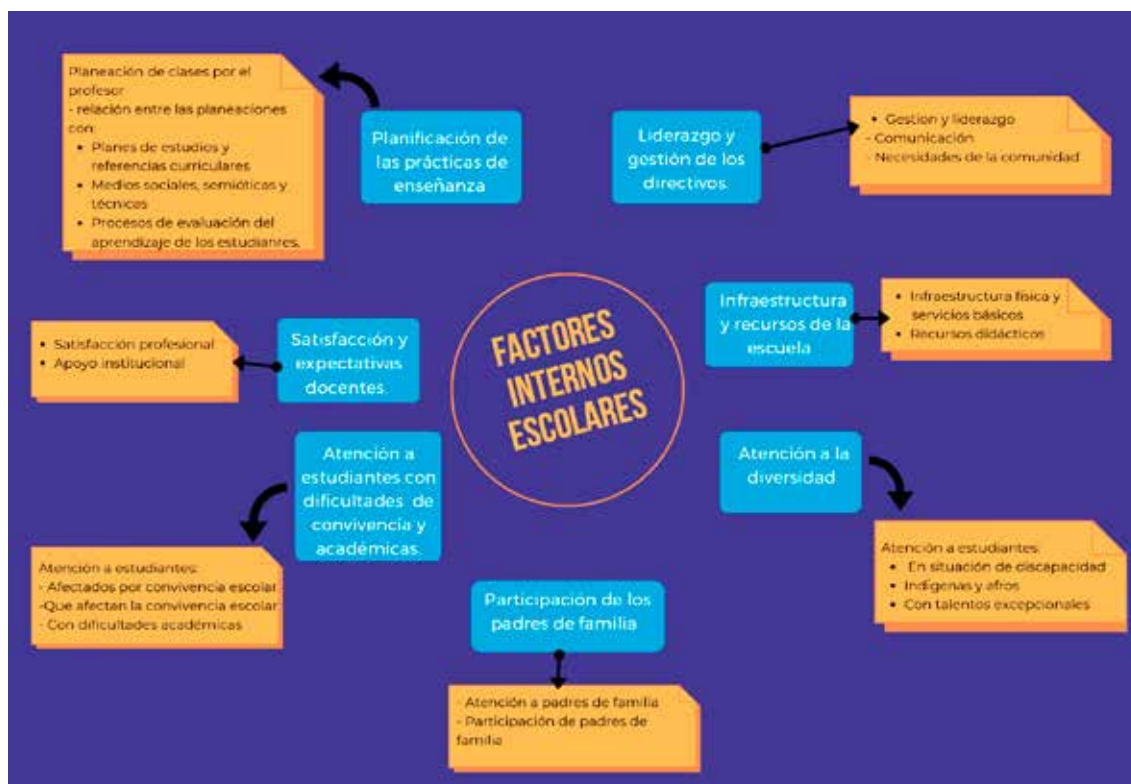 Planeación de clases por el
profesor
- relación entre las planeaciones
con:
• Planes de estudios y
referencias curriculares
• Medios sociales, semióticas y
técnicas
• Procesos de evaluación del
aprendizaje de los estudianres.
Planificación de
las prácticas de
enseñanza
Liderazgo y
gestión de los
directivos.
• Gestion y liderazgo
- Comunicación
- Necesidades de la comunidad
FACTORES
INTERNOS
ESCOLARES
Infraestructura
y recursos de la
escuela
• Infraestructura física y
servicios básicos
• Recursos didácticos
• Satisfacción profesional
• Apoyo institucional
Satisfacción y
expectativas
docentes.
Atención a
estudiantes con
dificultades de
convivencia y
académicas.
Atención a la
diversidad
Atención a estudiantes:
- Afectados por convivencia escolar
-Que afectan la convivencia escolar
- Con dificultades académicas
Atención a estudiantes:
• En situación de discapacidad
• Indígenas y afros
• Con talentos excepcionales
Participación de los
padres de familia
- Atención a padres de familia
- Participación de padres de
familia